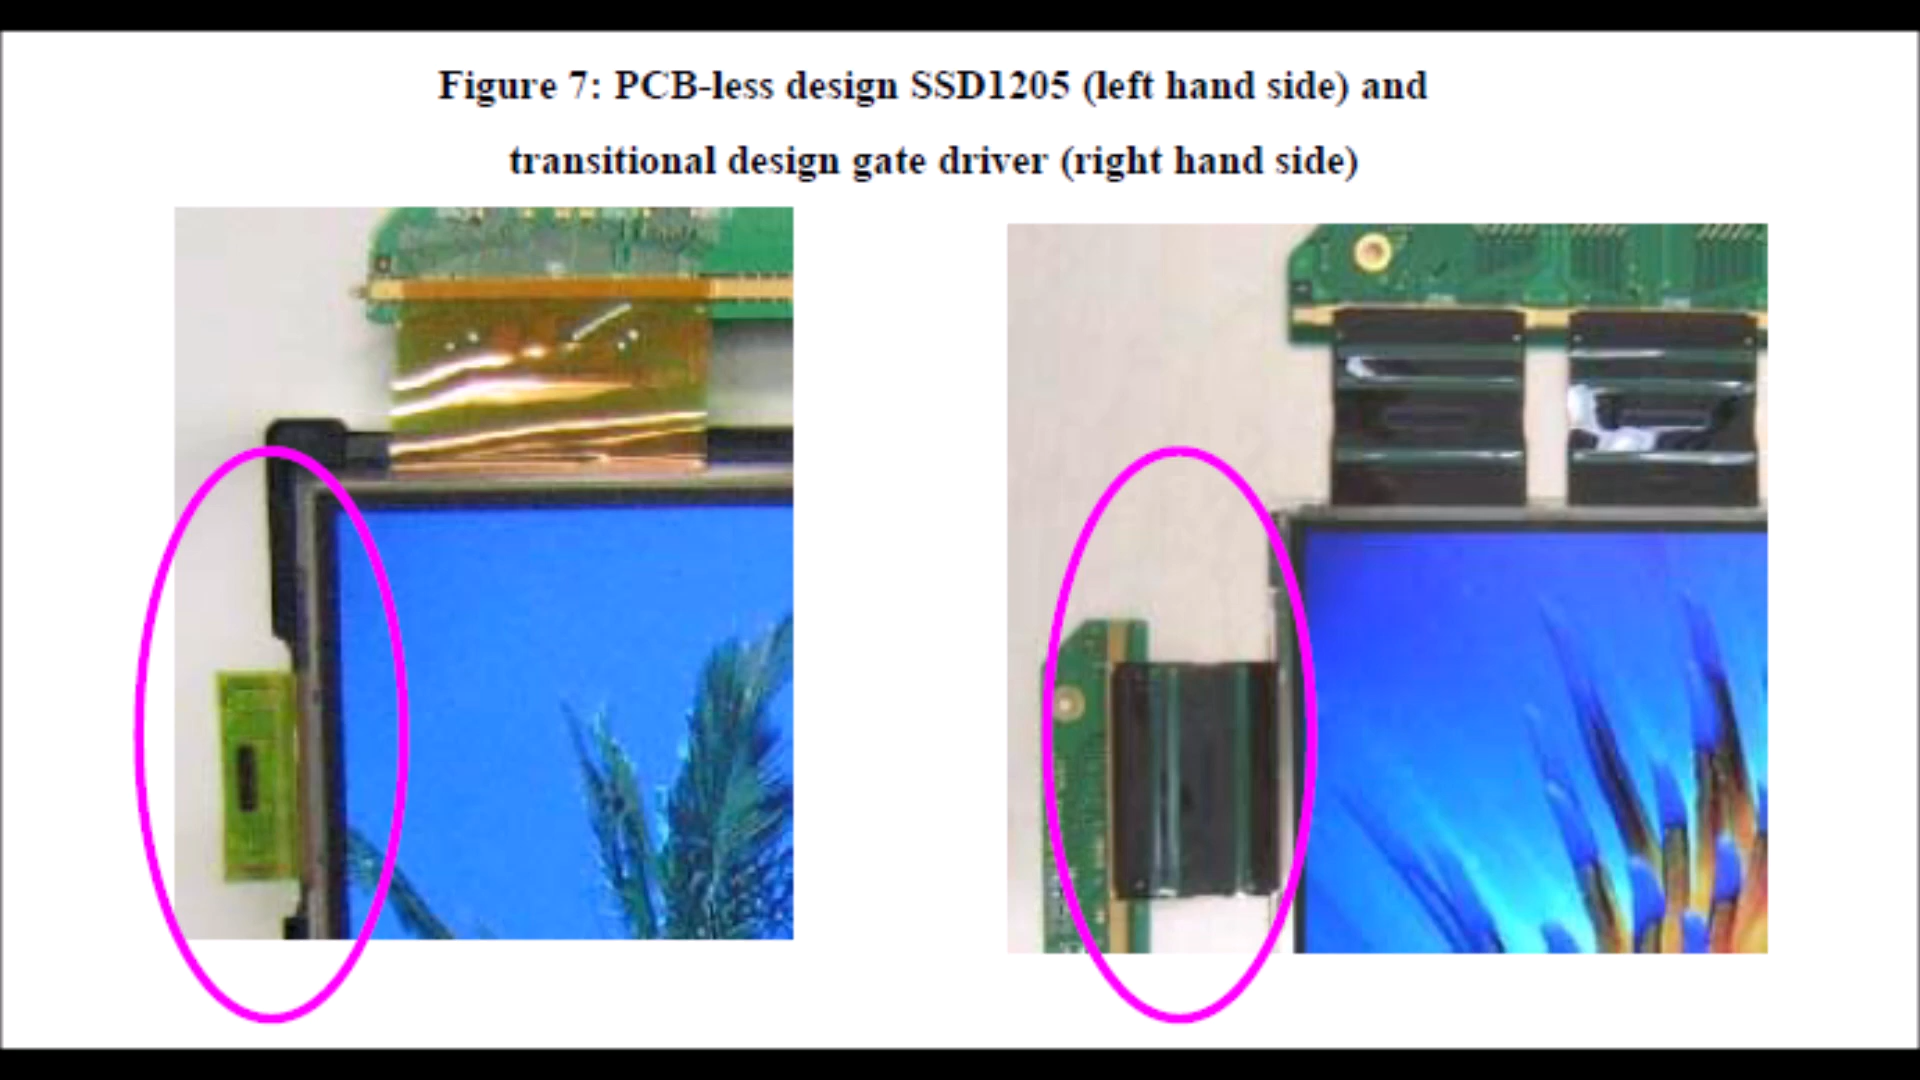 Figure 7: PCB-less design SSD1205 (left hand side) and
transitional design gate driver (right hand side)